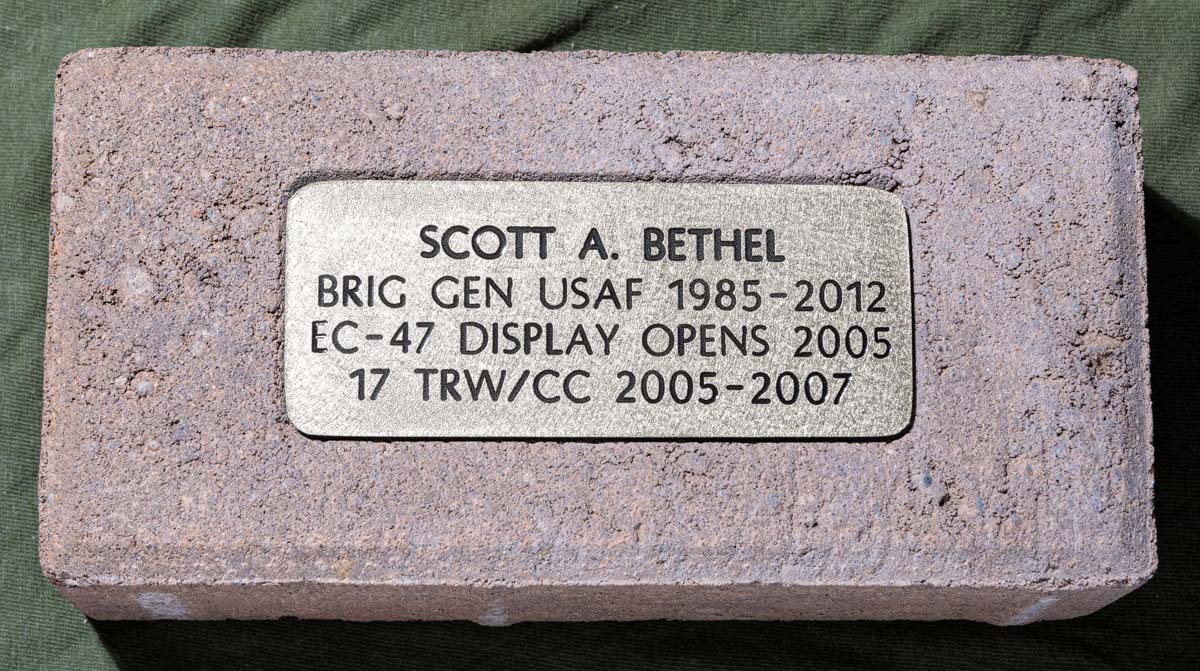 SCOTT A. BETHEL
BRIG GEN USAF 1985-2012
EC-47 DISPLAY OPENS 2005
17 TRW/CC 2005-2007